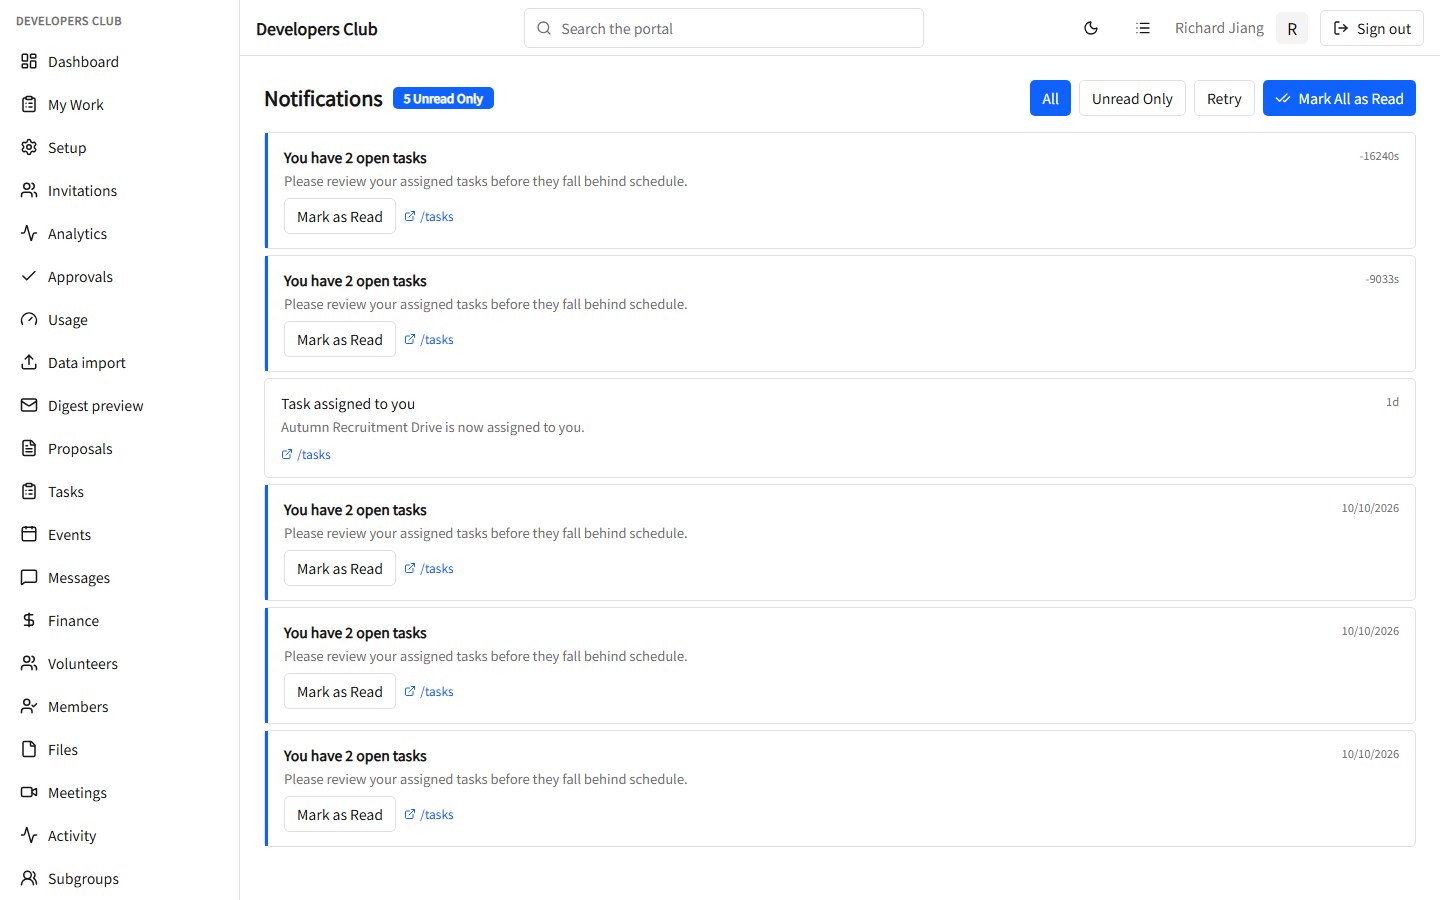 DEVELOPERS CLUB
Dashboard
My Work
Setup
Invitations
Analytics
Approvals
Usage
Data import
Digest preview
Proposals
Tasks
Events
Messages
Finance
Volunteers
Members
Files
Meetings
Activity
Subgroups
Developers Club
Search the portal
Richard Jiang
R
Sign out
Notifications
5 Unread Only
All
Unread Only
Retry
Mark All as Read
You have 2 open tasks
-16240s
Please review your assigned tasks before they fall behind schedule.
Mark as Read
/tasks
You have 2 open tasks
-9033s
Please review your assigned tasks before they fall behind schedule.
Mark as Read
/tasks
Task assigned to you
1d
Autumn Recruitment Drive is now assigned to you.
/tasks
You have 2 open tasks
10/10/2026
Please review your assigned tasks before they fall behind schedule.
Mark as Read
/tasks
You have 2 open tasks
10/10/2026
Please review your assigned tasks before they fall behind schedule.
Mark as Read
/tasks
You have 2 open tasks
10/10/2026
Please review your assigned tasks before they fall behind schedule.
Mark as Read
/tasks